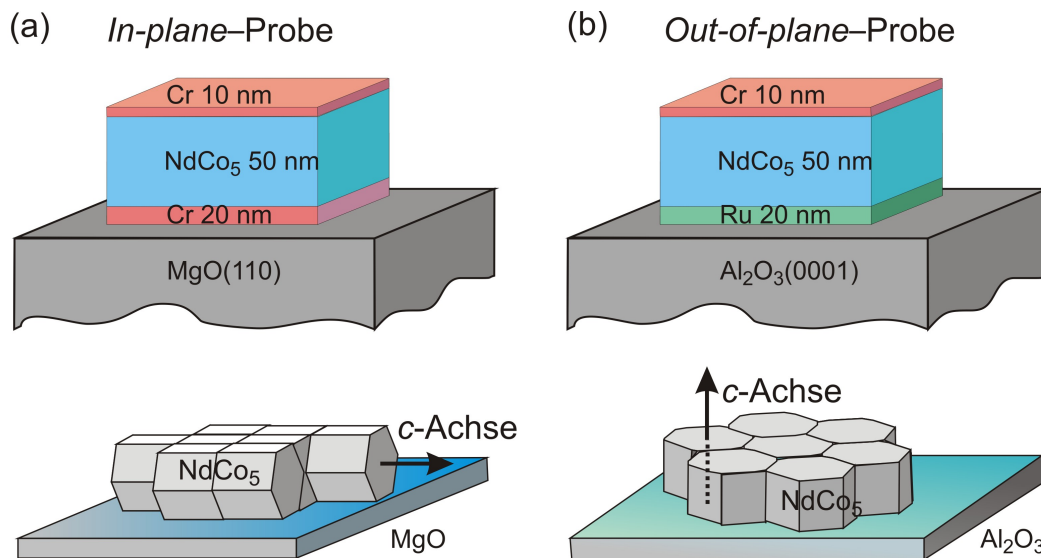 (a) In-plane–Probe
Cr 10 nm
NdCo₅ 50 nm
Cr 20 nm
MgO(110)
c-Achse
NdCo₅
MgO
(b) Out-of-plane–Probe
Cr 10 nm
NdCo₅ 50 nm
Ru 20 nm
Al₂O₃(0001)
c-Achse
NdCo₅
Al₂O₃